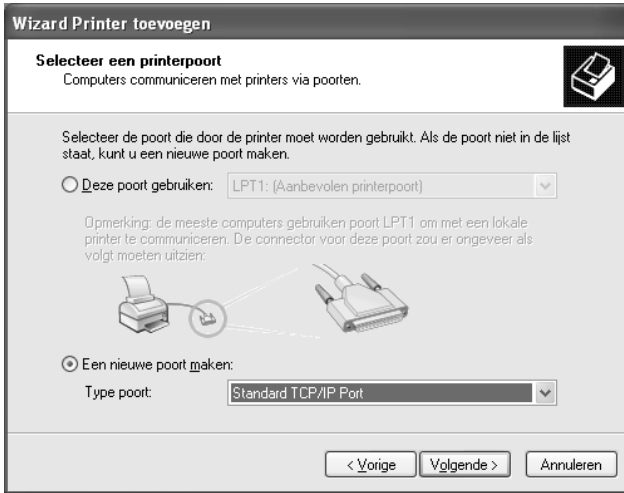 Wizard Printer toevoegen
Selecteer een printerpoort
Computers communiceren met printers via poorten.
Selecteer de poort die door de printer moet worden gebruikt. Als de poort niet in de lijst
staat, kunt u een nieuwe poort maken.
Deze poort gebruiken: LPT1: (Aanbevolen printerpoort)
Opmerking: de meeste computers gebruiken poort LPT1 om met een lokale
printer te communiceren. De connector voor deze poort zou er ongeveer als
volgt moeten uitzien:
Een nieuwe poort maken:
Type poort: Standard TCP/IP Port
< Vorige Volgende > Annuleren